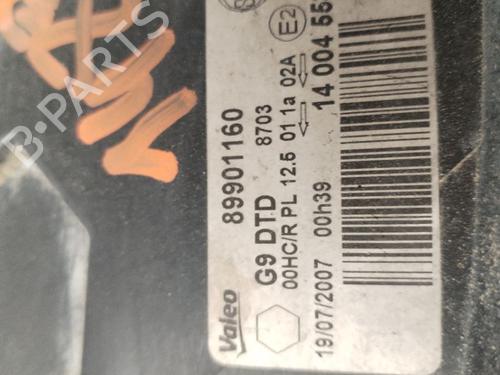 Valeo 89901160
G9 DTD 8703
00HC/R PL 12.5 01 1a 02A E2
19/07/2007 00h39 14 004 55
B-PARTS